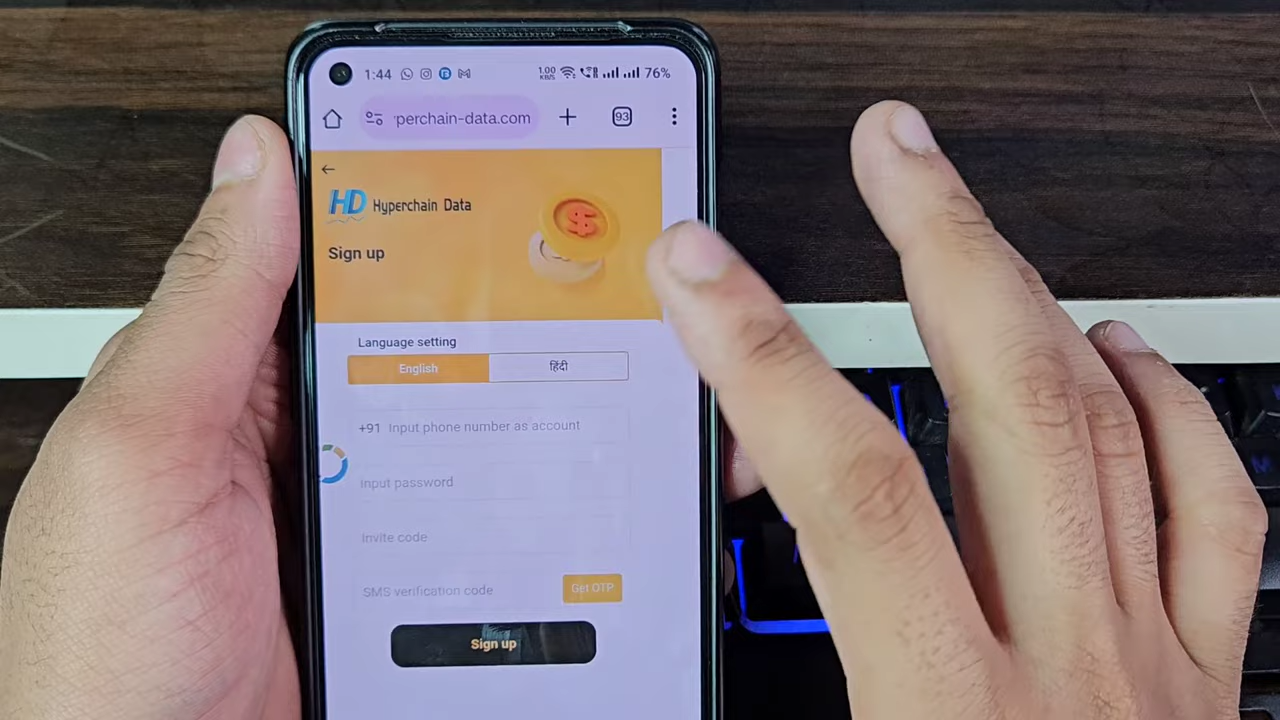 1:44 1.00 KB/S 76%
perchain-data.com + 93
HD Hyperchain Data
$
Sign up
Language setting
English हिंदी
+91 Input phone number as account
Input password
Invite code
SMS verification code Get OTP
Sign up
M